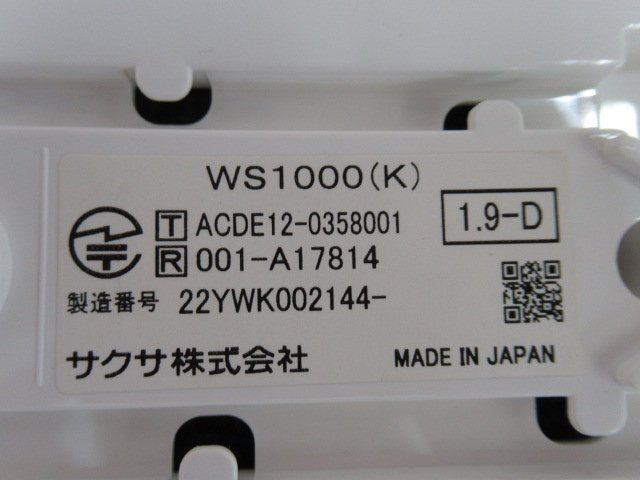 WS1000(K)
T ACDE12-0358001
1.9-D
R 001-A17814
製造番号 22YWK002144-
サクサ株式会社
MADE IN JAPAN